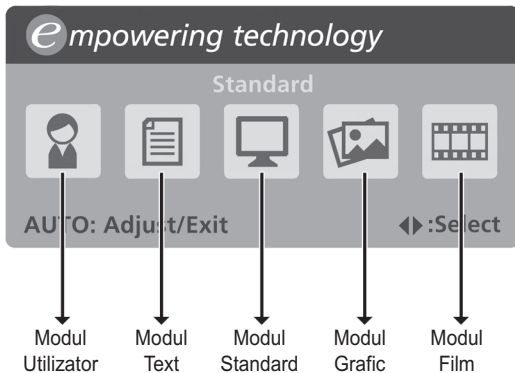 empowering technology
Standard
AUTO: Adjust/Exit
:Select
Modul Utilizator
Modul Text
Modul Standard
Modul Grafic
Modul Film